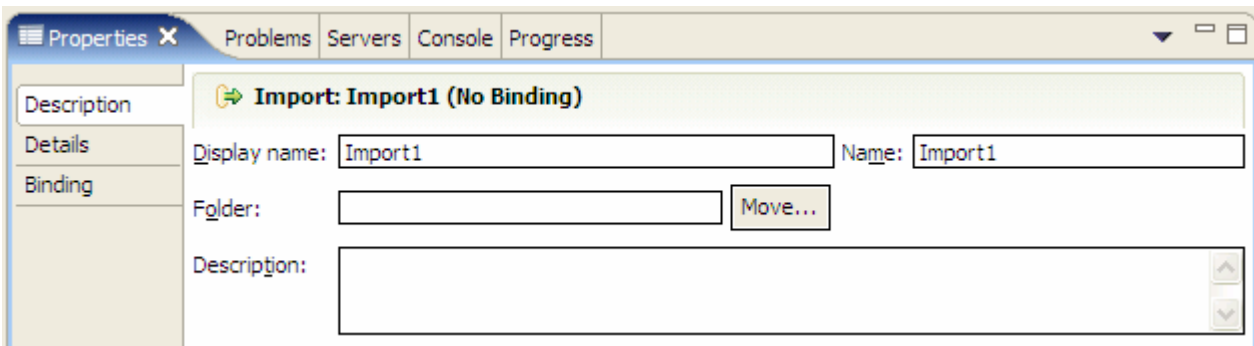 Properties Problems Servers Console Progress
Description
Import: Import1 (No Binding)
Details
Display name: Import1 Name: Import1
Binding
Folder: Move...
Description: